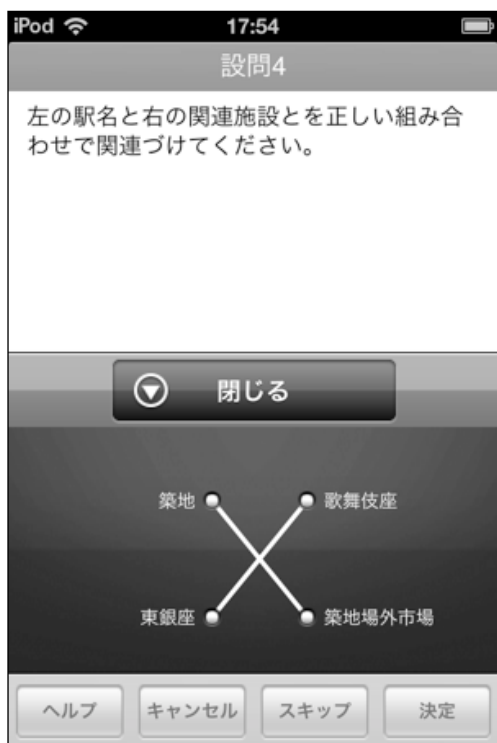 iPod 17:54
設問4
左の駅名と右の関連施設とを正しい組み合
わせで関連づけてください。
閉じる
築地 歌舞伎座
東銀座 築地場外市場
ヘルプ キャンセル スキップ 決定